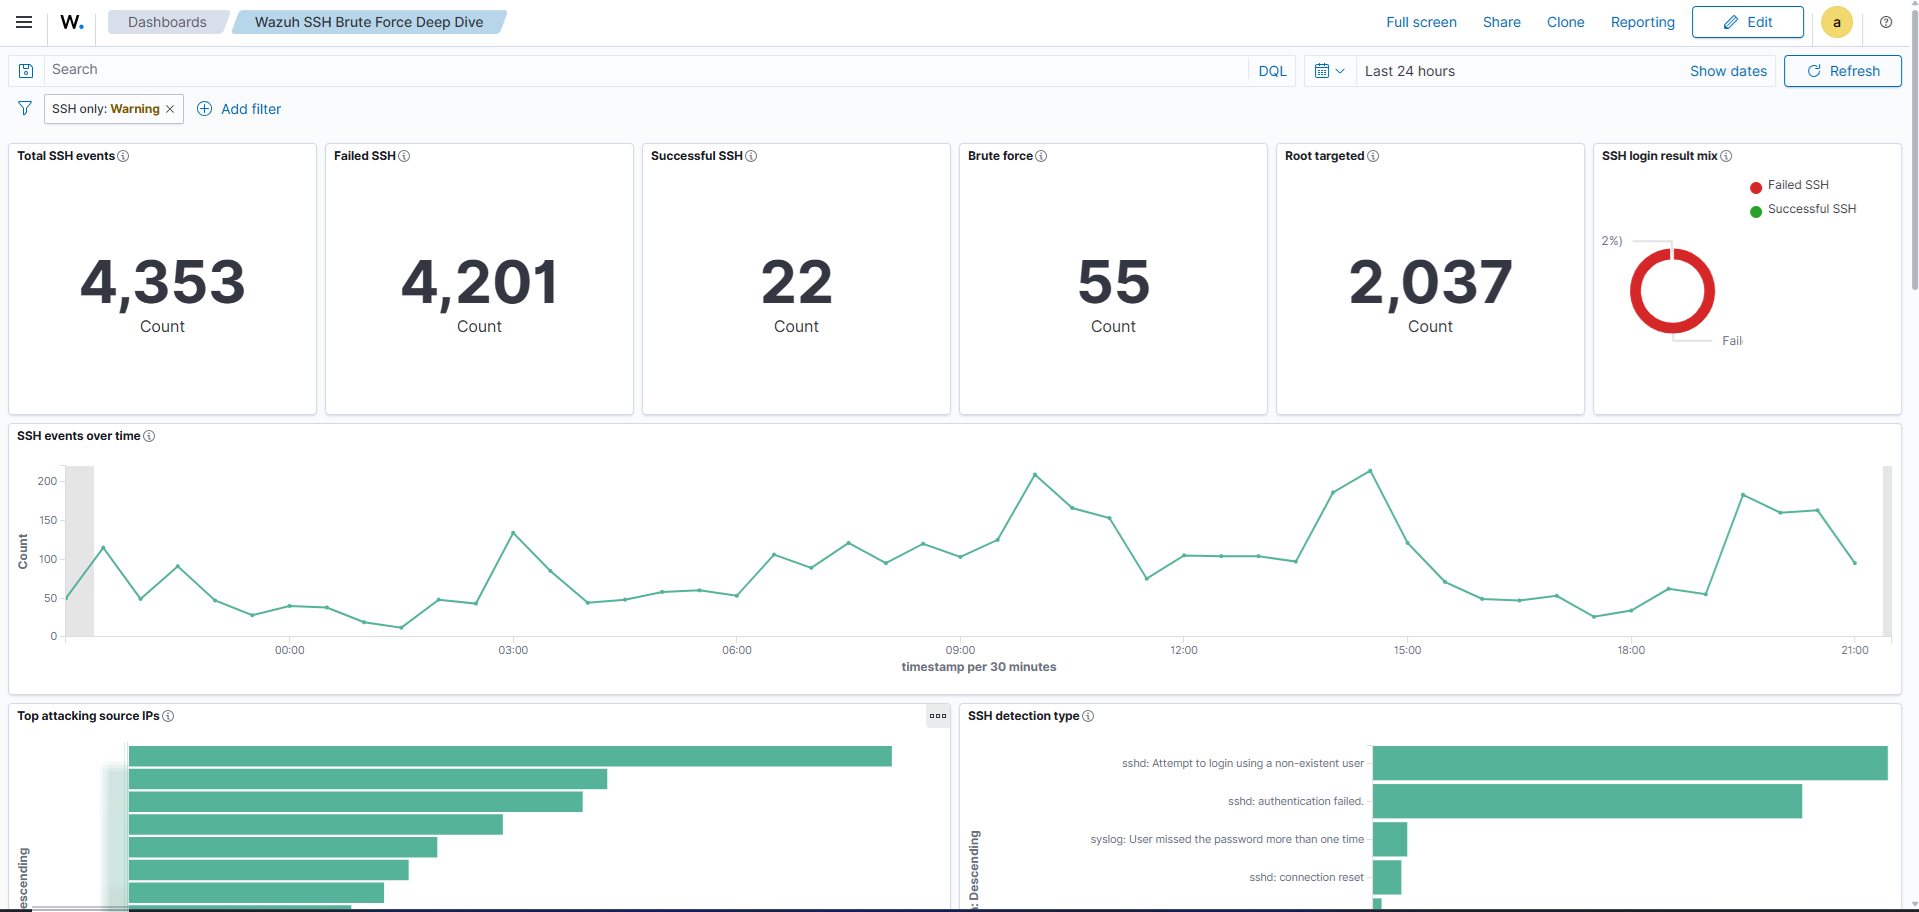 W.
Dashboards
Wazuh SSH Brute Force Deep Dive
Full screen
Share
Clone
Reporting
Edit
a
Search
DQL
Last 24 hours
Show dates
Refresh
SSH only: Warning
Add filter
Total SSH events
4,353
Count
Failed SSH
4,201
Count
Successful SSH
22
Count
Brute force
55
Count
Root targeted
2,037
Count
SSH login result mix
Failed SSH
Successful SSH
2%)
Fail
SSH events over time
Count
200
150
100
50
0
00:00
03:00
06:00
09:00
12:00
15:00
18:00
21:00
timestamp per 30 minutes
Top attacking source IPs
escending
SSH detection type
: Descending
sshd: Attempt to login using a non-existent user
sshd: authentication failed.
syslog: User missed the password more than one time
sshd: connection reset